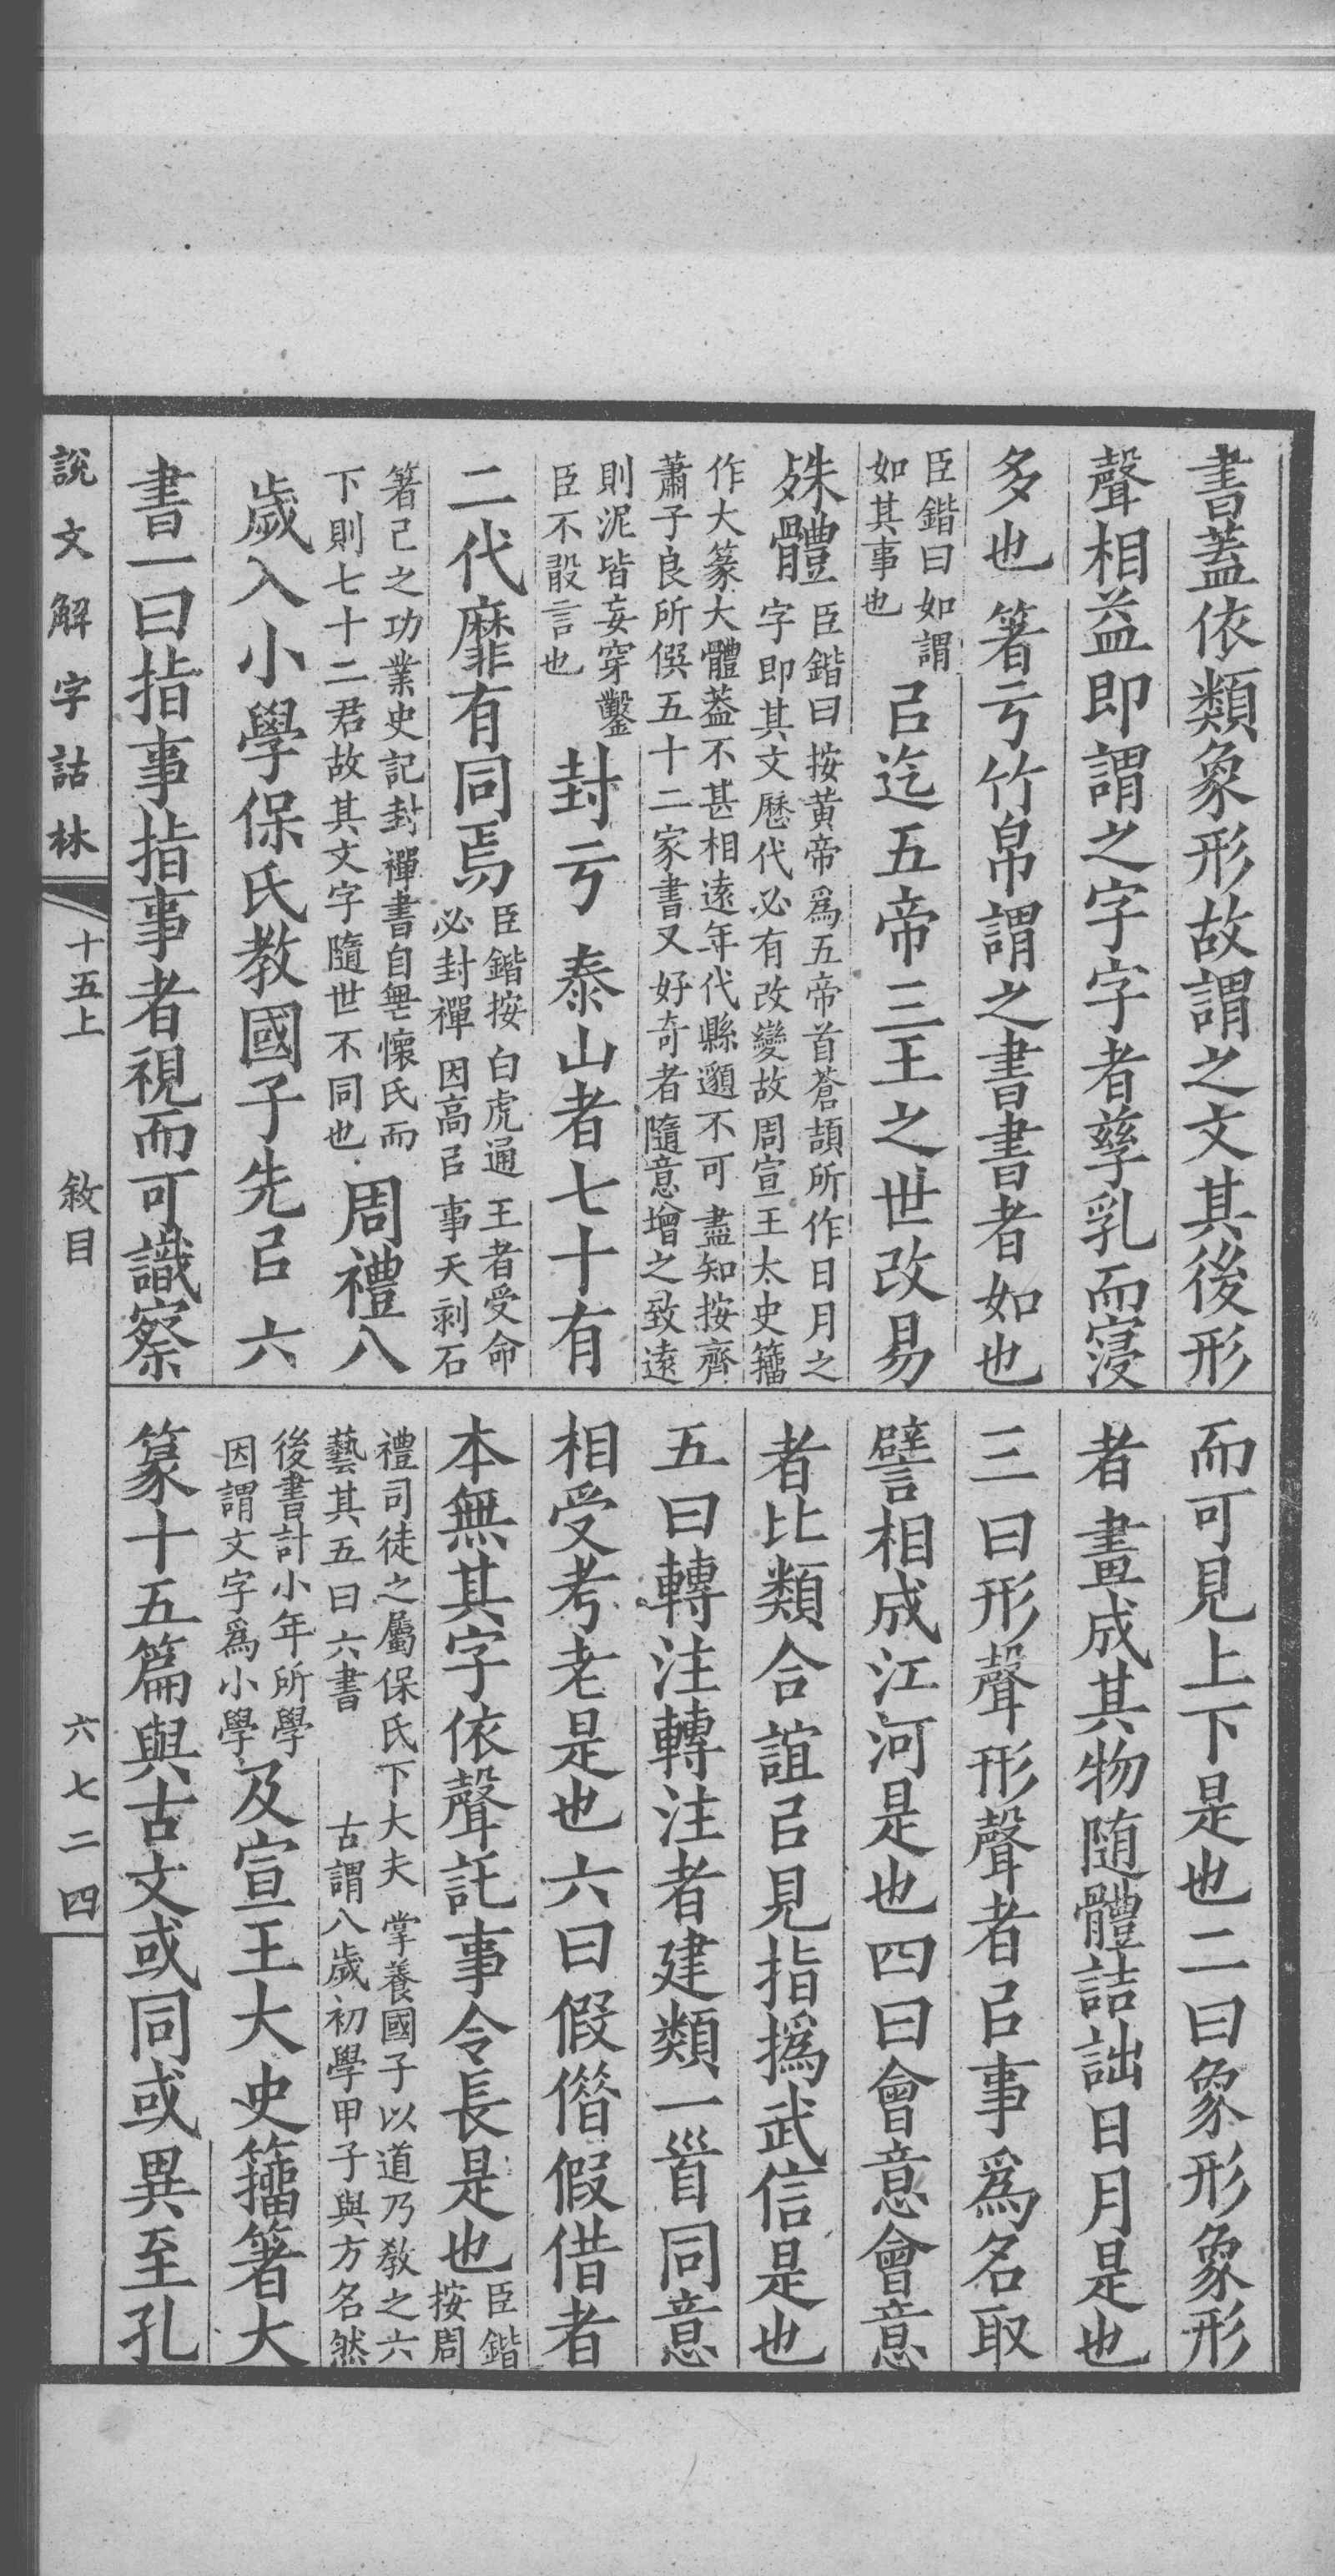 書蓋依類象形故謂之文其後形
聲相益即謂之字字者孳乳而寖
多也箸亏竹帛謂之書書者如也
臣鍇曰如謂
如其事也
㠯迄五帝三王之世改易
殊體
臣鍇曰按黃帝爲五帝首蒼頡所作日月之
字即其文歷代必有改變故周宣王太史籒
作大篆大體蓋不甚相遠年代縣邈不可盡知按齊
蕭子良所僎五十二家書又好奇者隨意增之致遠
則泥皆妄穿鑿
臣不㪇言也
封亏泰山者七十有
二代靡有同焉
臣鍇按白虎通王者受命
必封禪因高㠯事天剥石
箸己之功業史記封禪書自無懷氏而
下則七十二君故其文字隨世不同也
周禮八
歲入小學保氏教國子先㠯六
書一曰指事指事者視而可識察
而可見上下是也二曰象形象形
者畫成其物随體詰詘日月是也
三曰形聲形聲者㠯事爲名取
譬相成江河是也四曰會意會意
者比類合誼㠯見指撝武信是也
五曰轉注轉注者建類一𩠐同意
相受考老是也六曰假僭假借者
本無其字依聲託事令長是也
臣鍇
按周
禮司徒之屬保氏下大夫掌養國子以道乃教之六
藝其五曰六書古謂八歲初學甲子與方名然
後書計小年所學
因謂文字爲小學
及宣王大史籒箸大
篆十五篇與古文或同或異至孔
說文解字詁林
十五上
敘目
六七二四